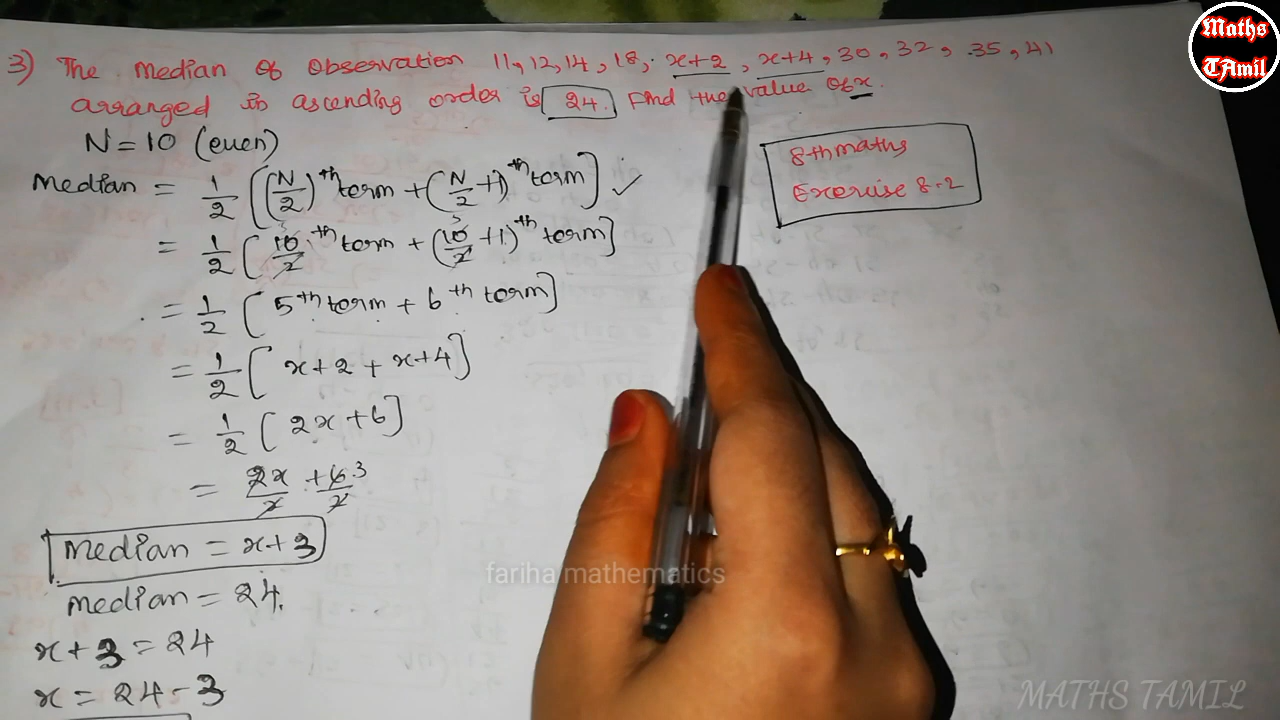 3) The median of observation 11, 12, 14, 18, x+2, x+4, 30, 32, 35, 41
arranged in ascending order is 24. Find the value of x.
N = 10 (even)
Median = 1/2 [(N/2)th term + (N/2 + 1)th term] ✓
= 1/2 [10/2 th term + (10/2 + 1)th term]
= 1/2 [5th term + 6th term]
= 1/2 [x+2 + x+4]
= 1/2 [2x+6]
= 2x/2 + 6/2 3
Median = x+3
median = 24.
x+3 = 24
x = 24-3
8th maths
Exercise 8.2
Maths
TAmil
fariha mathematics
MATHS TAMIL